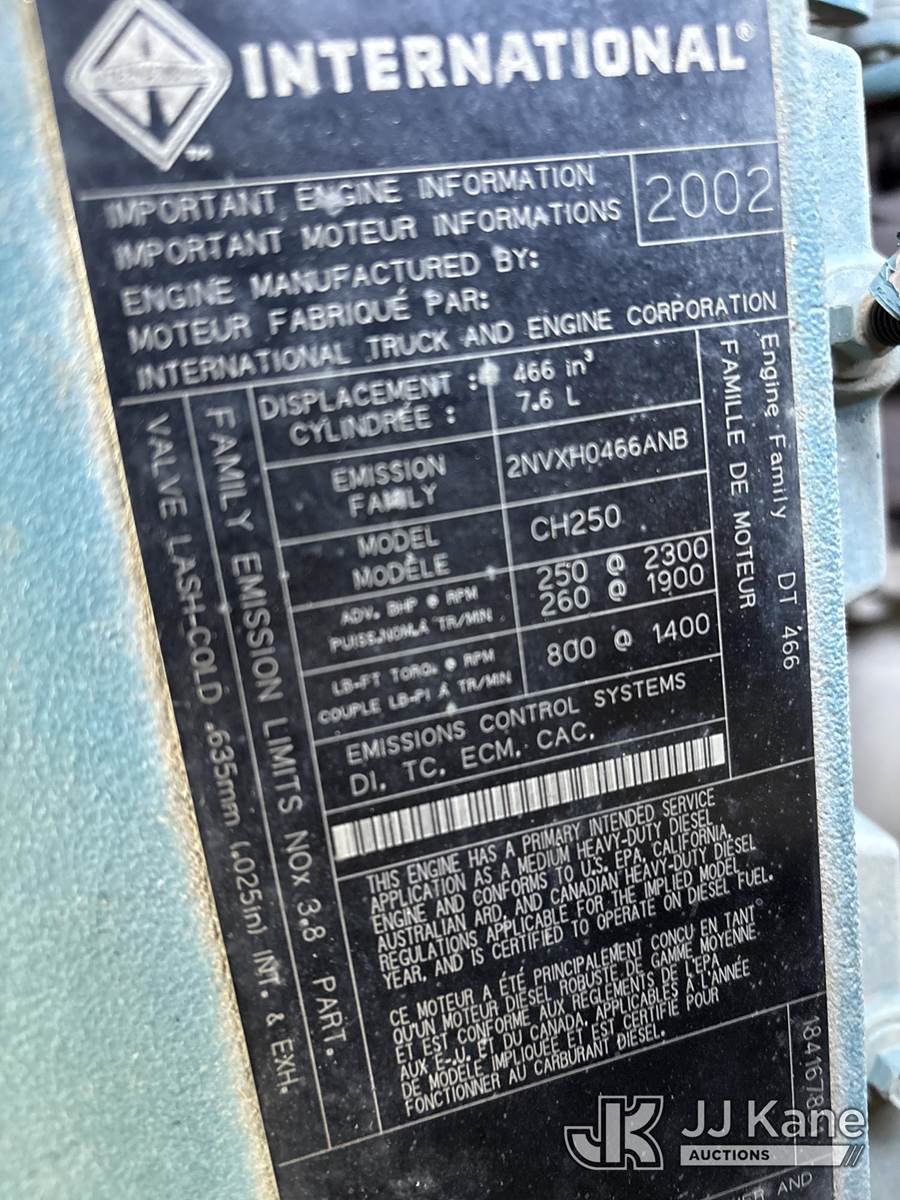 INTERNATIONAL®
TM
IMPORTANT ENGINE INFORMATION
IMPORTANT MOTEUR INFORMATIONS
2002
ENGINE MANUFACTURED BY:
MOTEUR FABRIQUÉ PAR:
INTERNATIONAL TRUCK AND ENGINE CORPORATION
DISPLACEMENT :
CYLINDRÉE :
466 in³
7.6 L
EMISSION
FAMILY
2NVXH0466ANB
MODEL
MODÈLE
CH250
ADV. BHP @ RPM
PUISS.NOM.À TR/MIN
250 @ 2300
260 @ 1900
LB-FT TORQ. @ RPM
COUPLE LB-PI À TR/MIN
800 @ 1400
EMISSIONS CONTROL SYSTEMS
DI, TC, ECM, CAC,
Engine Family DT 466
FAMILLE DE MOTEUR
FAMILY EMISSION LIMITS NOx 3.8 PART.
VALVE LASH-COLD .635mm (.025in) INT. & EXH.
THIS ENGINE HAS A PRIMARY INTENDED SERVICE
APPLICATION AS A MEDIUM HEAVY-DUTY DIESEL
ENGINE AND CONFORMS TO U.S. EPA, CALIFORNIA,
AUSTRALIAN ARD, AND CANADIAN HEAVY-DUTY DIESEL
REGULATIONS APPLICABLE FOR THE IMPLIED MODEL
YEAR, AND IS CERTIFIED TO OPERATE ON DIESEL FUEL.
CE MOTEUR A ÉTÉ PRINCIPALEMENT CONCU EN TANT
QU'UN MOTEUR DIESEL ROBUSTE DE GAMME MOYENNE
ET EST CONFORME AUX RÈGLEMENTS DE L'EPA
AUX É.-U. ET DU CANADA, APPLICABLES À L'ANNÉE
DE MODÈLE IMPLIQUÉE ET EST CERTIFIÉ POUR
FONCTIONNER AU CARBURANT DIESEL.
1841678
AND
JK JJ Kane
AUCTIONS